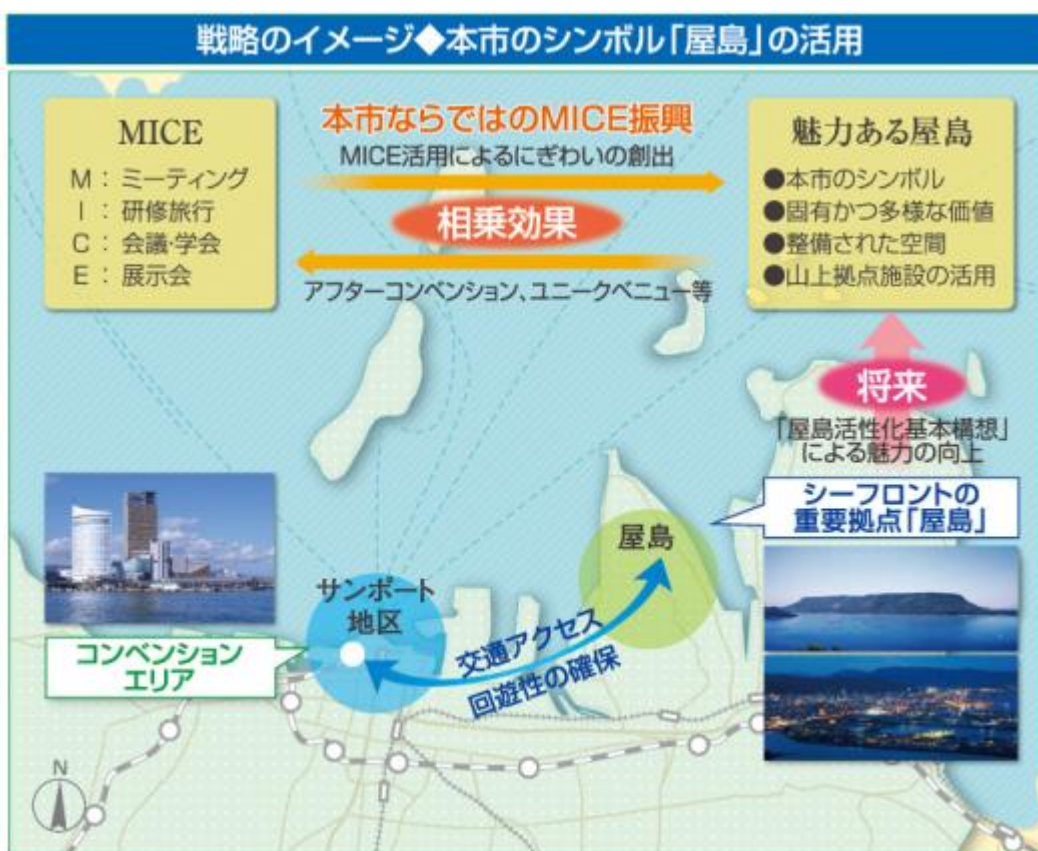 戦略のイメージ◆本市のシンボル「屋島」の活用
MICE
M：ミーティング
I：研修旅行
C：会議・学会
E：展示会
本市ならではのMICE振興
MICE活用によるにぎわいの創出
相乗効果
アフターコンベンション、ユニークベニュー等
魅力ある屋島
●本市のシンボル
●固有かつ多様な価値
●整備された空間
●山上拠点施設の活用
将来
「屋島活性化基本構想」
による魅力の向上
シーフロントの
重要拠点「屋島」
屋島
サンポート
地区
交通アクセス
回遊性の確保
コンベンション
エリア
N